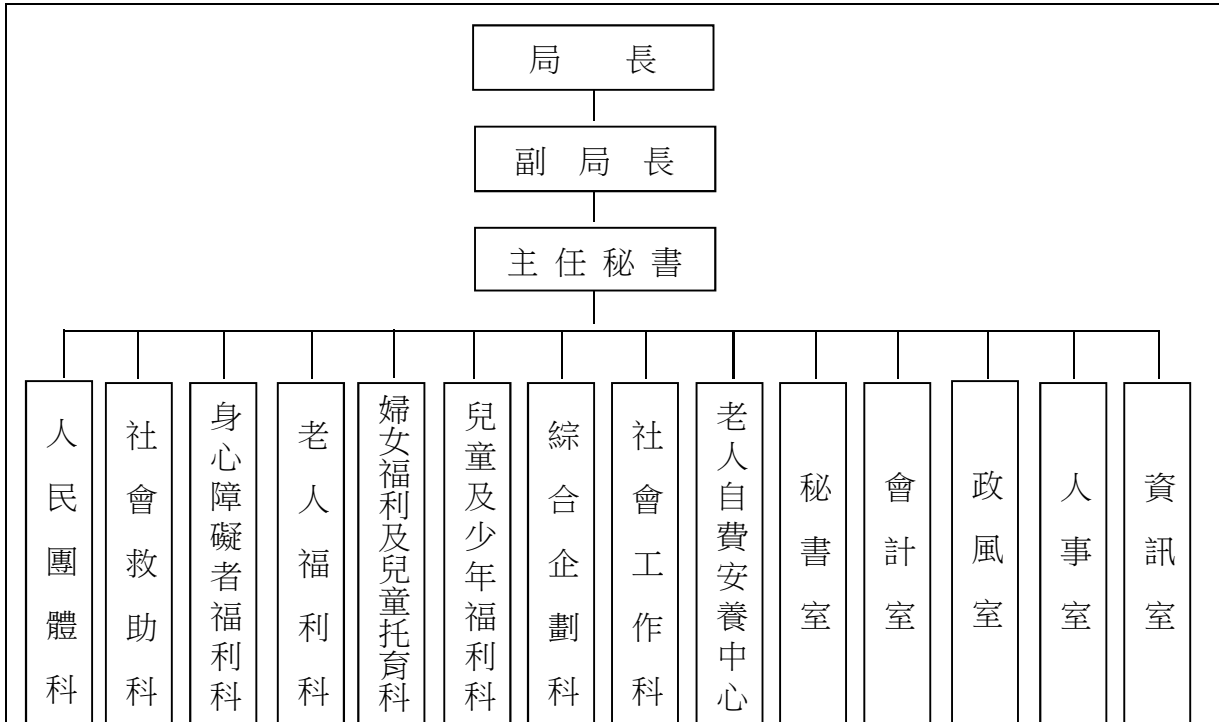 局長
副局長
主任秘書
人民團體科
社會救助科
身心障礙者福利科
老人福利科
婦女福利及兒童托育科
兒童及少年福利科
綜合企劃科
社會工作科
老人自費安養中心
秘書室
會計室
政風室
人事室
資訊室